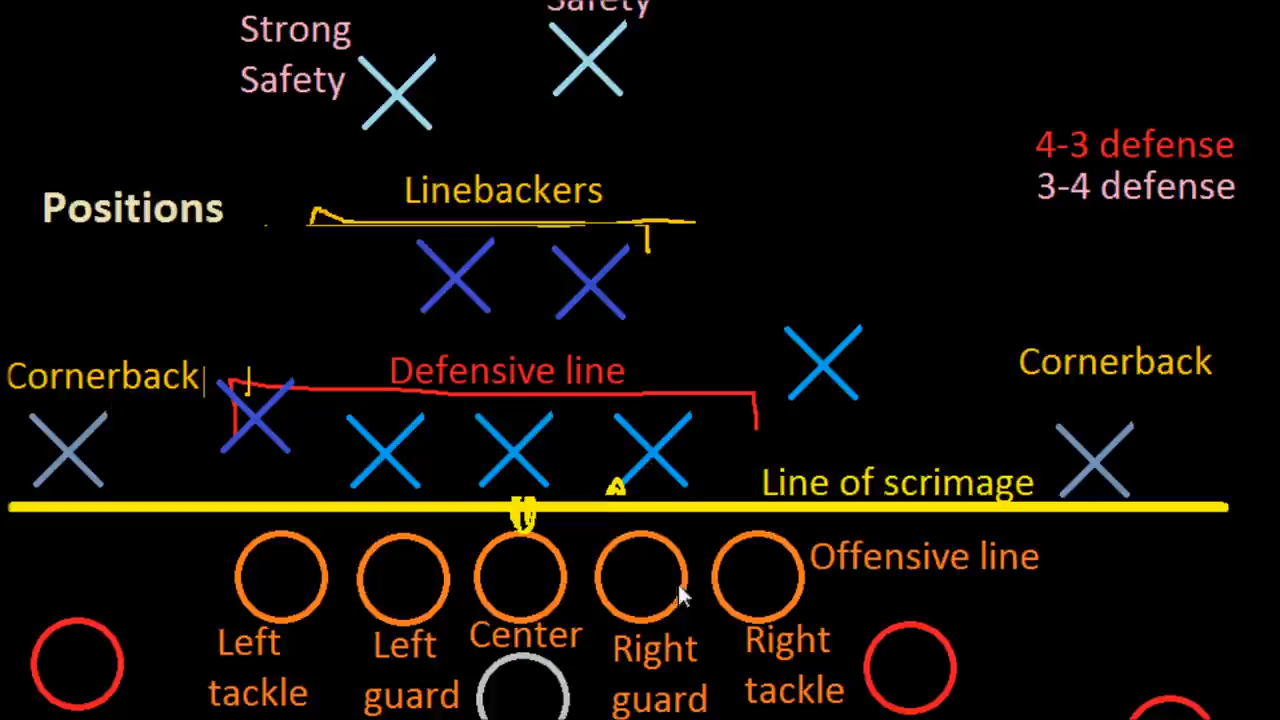 Safety
Strong
Safety
4-3 defense
3-4 defense
Positions
Linebackers
Cornerback
Defensive line
Cornerback
Line of scrimage
Offensive line
Left
tackle
Left
guard
Center
Right
guard
Right
tackle